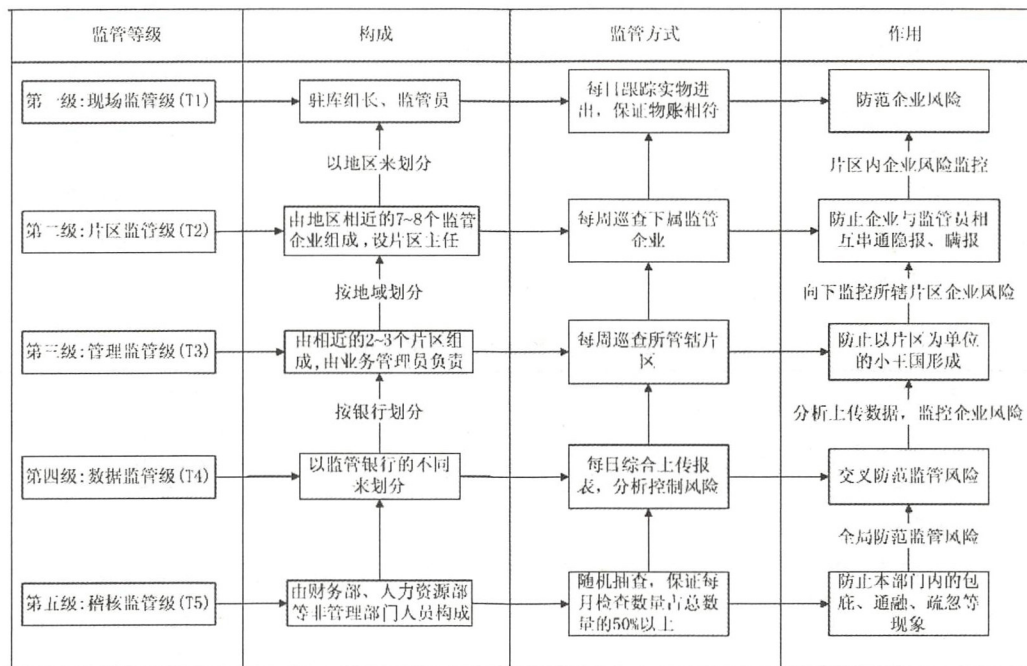 监管等级
构成
监管方式
作用
第一级:现场监管级(T1)
驻库组长、监管员
每日跟踪实物进
出，保证物账相符
防范企业风险
以地区来划分
片区内企业风险监控
第二级:片区监管级(T2)
由地区相近的7~8个监管
企业组成,设片区主任
每周巡查下属监管
企业
防止企业与监管员相
互串通隐报、瞒报
按地域划分
向下监控所辖片区企业风险
第三级:管理监管级(T3)
由相近的2~3个片区组
成,由业务管理员负责
每周巡查所管辖片
区
防止以片区为单位
的小王国形成
按银行划分
分析上传数据，监控企业风险
第四级:数据监管级(T4)
以监管银行的不同
来划分
每日综合上传报
表，分析控制风险
交叉防范监管风险
全局防范监管风险
第五级:稽核监管级(T5)
由财务部、人力资源部
等非管理部门人员构成
随机抽查，保证每
月检查数量占总数
量的50%以上
防止本部门内的包
庇、通融、疏忽等
现象